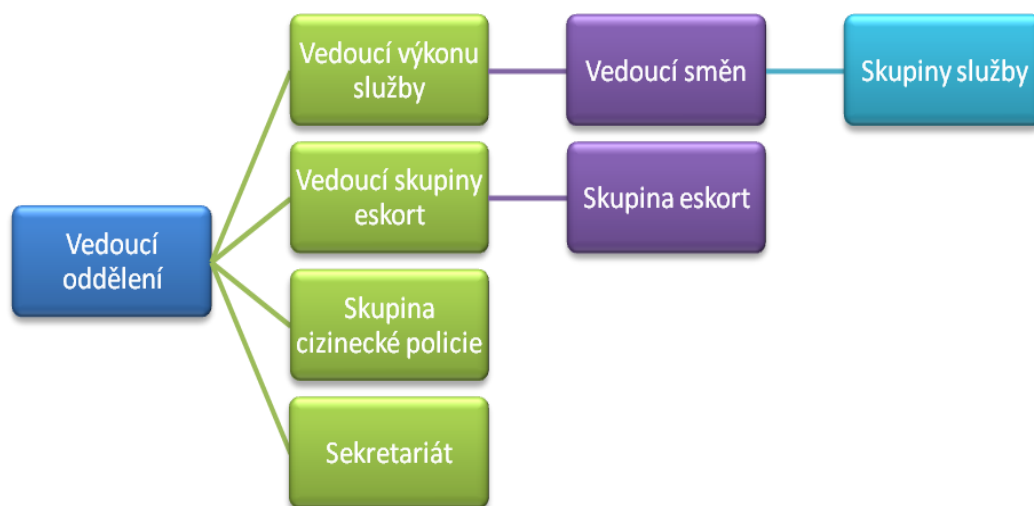 Vedoucí výkonu
služby
Vedoucí směn
Skupiny služby
Vedoucí skupiny
eskort
Skupina eskort
Vedoucí
oddělení
Skupina
cizinecké policie
Sekretariát